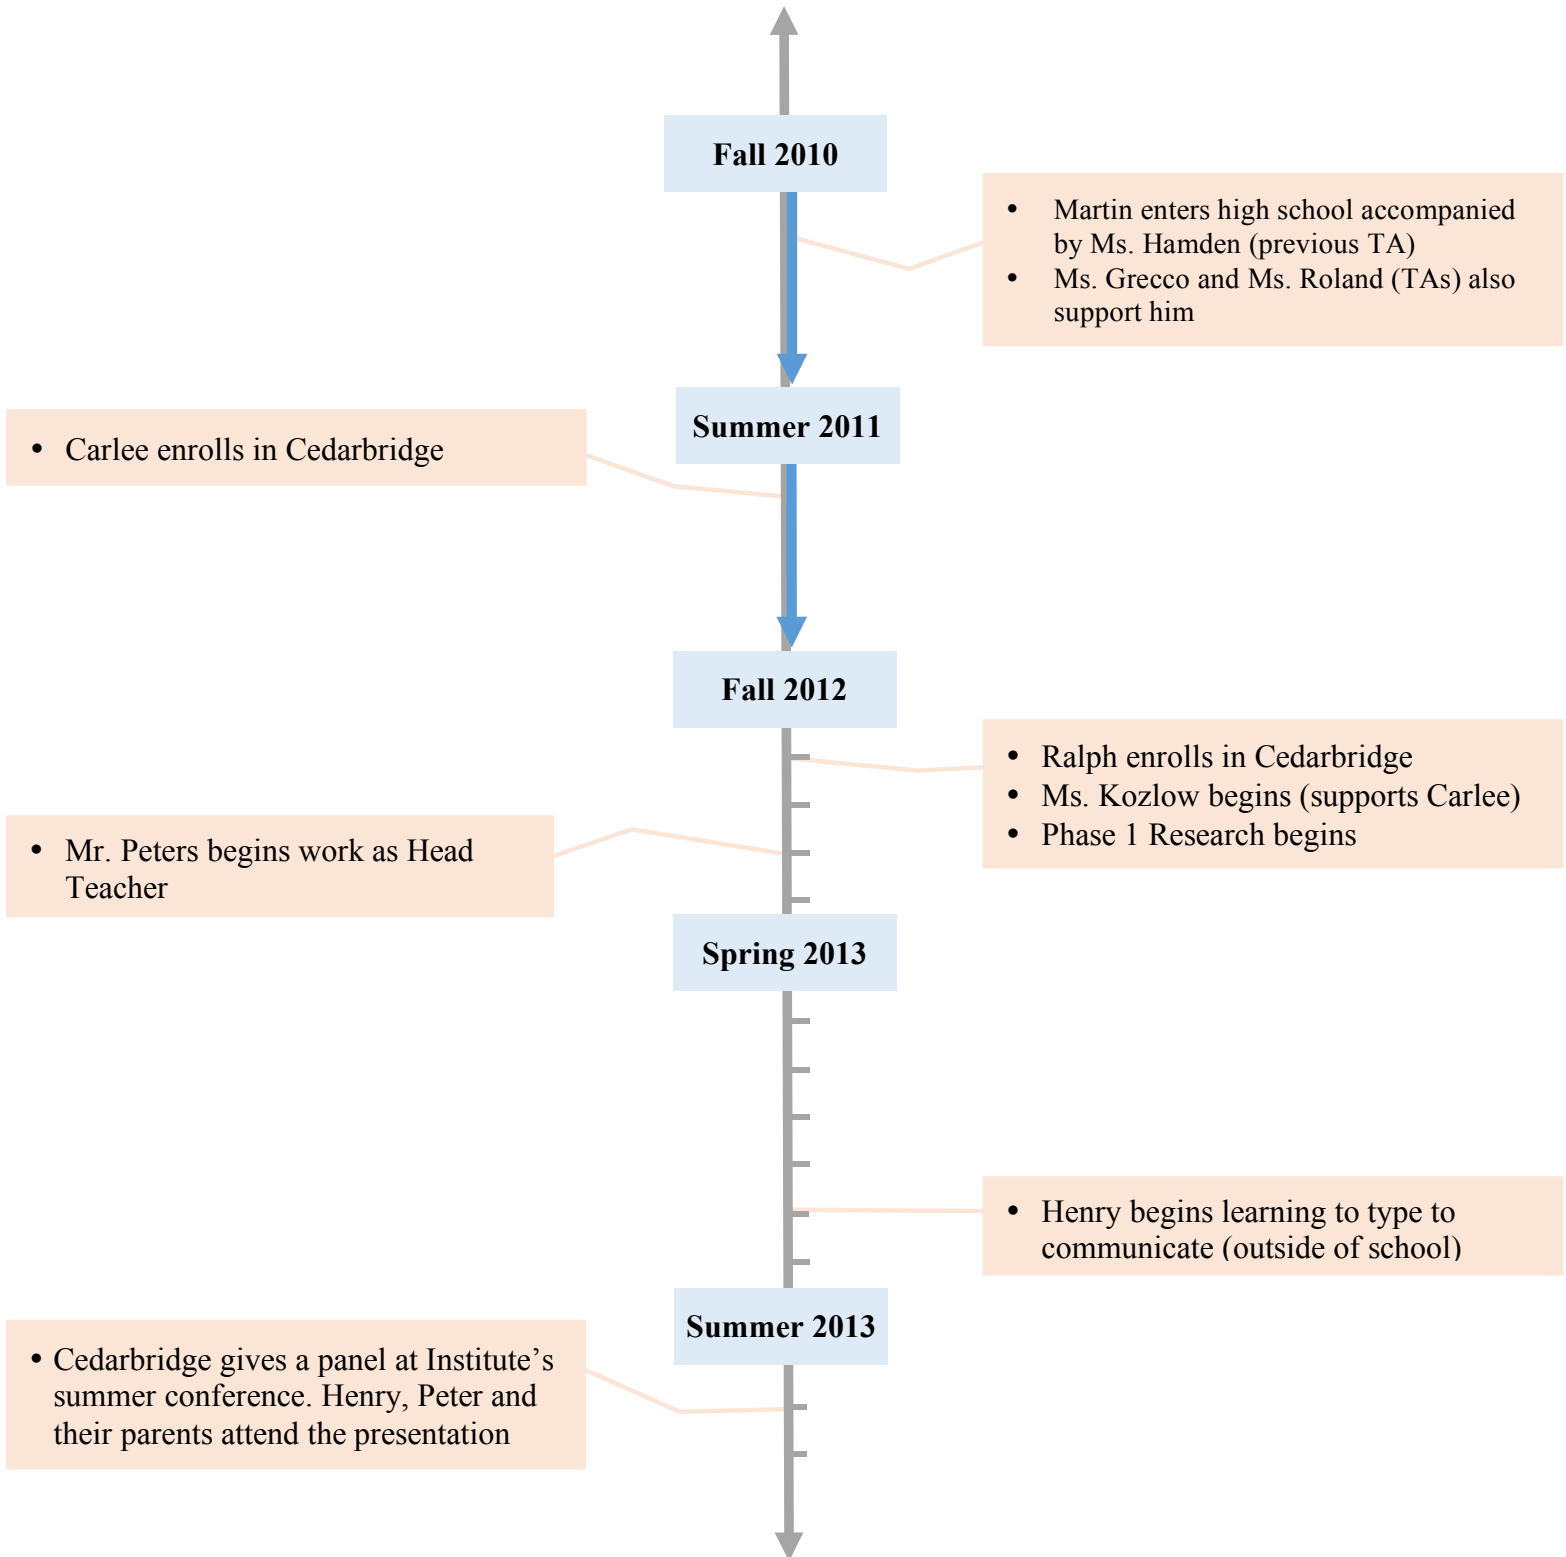 Fall 2010
• Martin enters high school accompanied
by Ms. Hamden (previous TA)
• Ms. Grecco and Ms. Roland (TAs) also
support him
Summer 2011
• Carlee enrolls in Cedarbridge
Fall 2012
• Ralph enrolls in Cedarbridge
• Ms. Kozlow begins (supports Carlee)
• Phase 1 Research begins
• Mr. Peters begins work as Head
Teacher
Spring 2013
• Henry begins learning to type to
communicate (outside of school)
Summer 2013
• Cedarbridge gives a panel at Institute’s
summer conference. Henry, Peter and
their parents attend the presentation